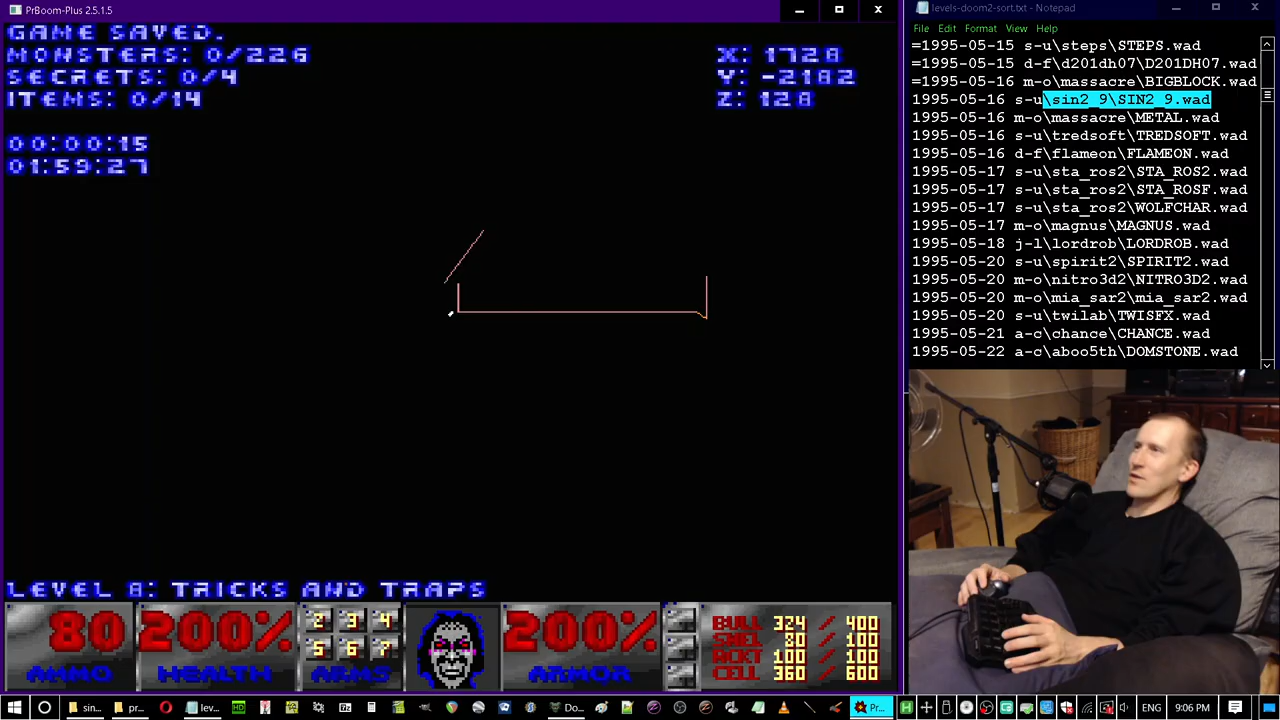 PrBoom-Plus 2.5.1.5
GAME SAVED.
MONSTERS: 0/226
SECRETS: 0/4
ITEMS: 0/14
00:00:15
01:59:27
X: 1728
Y: -2182
Z: 128
LEVEL 8: TRICKS AND TRAPS
80
AMMO
200%
HEALTH
2 3 4
5 6 7
ARMS
200%
ARMOR
BULL 324 / 400
SHEL 80 / 100
RCKT 100 / 100
CELL 360 / 600
levels-doom2-sort.txt - Notepad
File Edit Format View Help
=1995-05-15 s-u\steps\STEPS.wad
=1995-05-15 d-f\d201dh07\D201DH07.wad
=1995-05-16 m-o\massacre\BIGBLOCK.wad
1995-05-16 s-u\sin2_9\SIN2_9.wad
1995-05-16 m-o\massacre\METAL.wad
1995-05-16 s-u\tredsoft\TREDSOFT.wad
1995-05-16 d-f\flameon\FLAMEON.wad
1995-05-17 s-u\sta_ros2\STA_ROS2.wad
1995-05-17 s-u\sta_ros2\STA_ROSF.wad
1995-05-17 s-u\sta_ros2\WOLFCHAR.wad
1995-05-17 m-o\magnus\MAGNUS.wad
1995-05-18 j-l\lordrob\LORDROB.wad
1995-05-20 s-u\spirit2\SPIRIT2.wad
1995-05-20 m-o\nitro3d2\NITRO3D2.wad
1995-05-20 m-o\mia_sar2\mia_sar2.wad
1995-05-20 s-u\twilab\TWISFX.wad
1995-05-21 a-c\chance\CHANCE.wad
1995-05-22 a-c\aboo5th\DOMSTONE.wad
sin... pr... lev... Do... Pr... ENG 9:06 PM